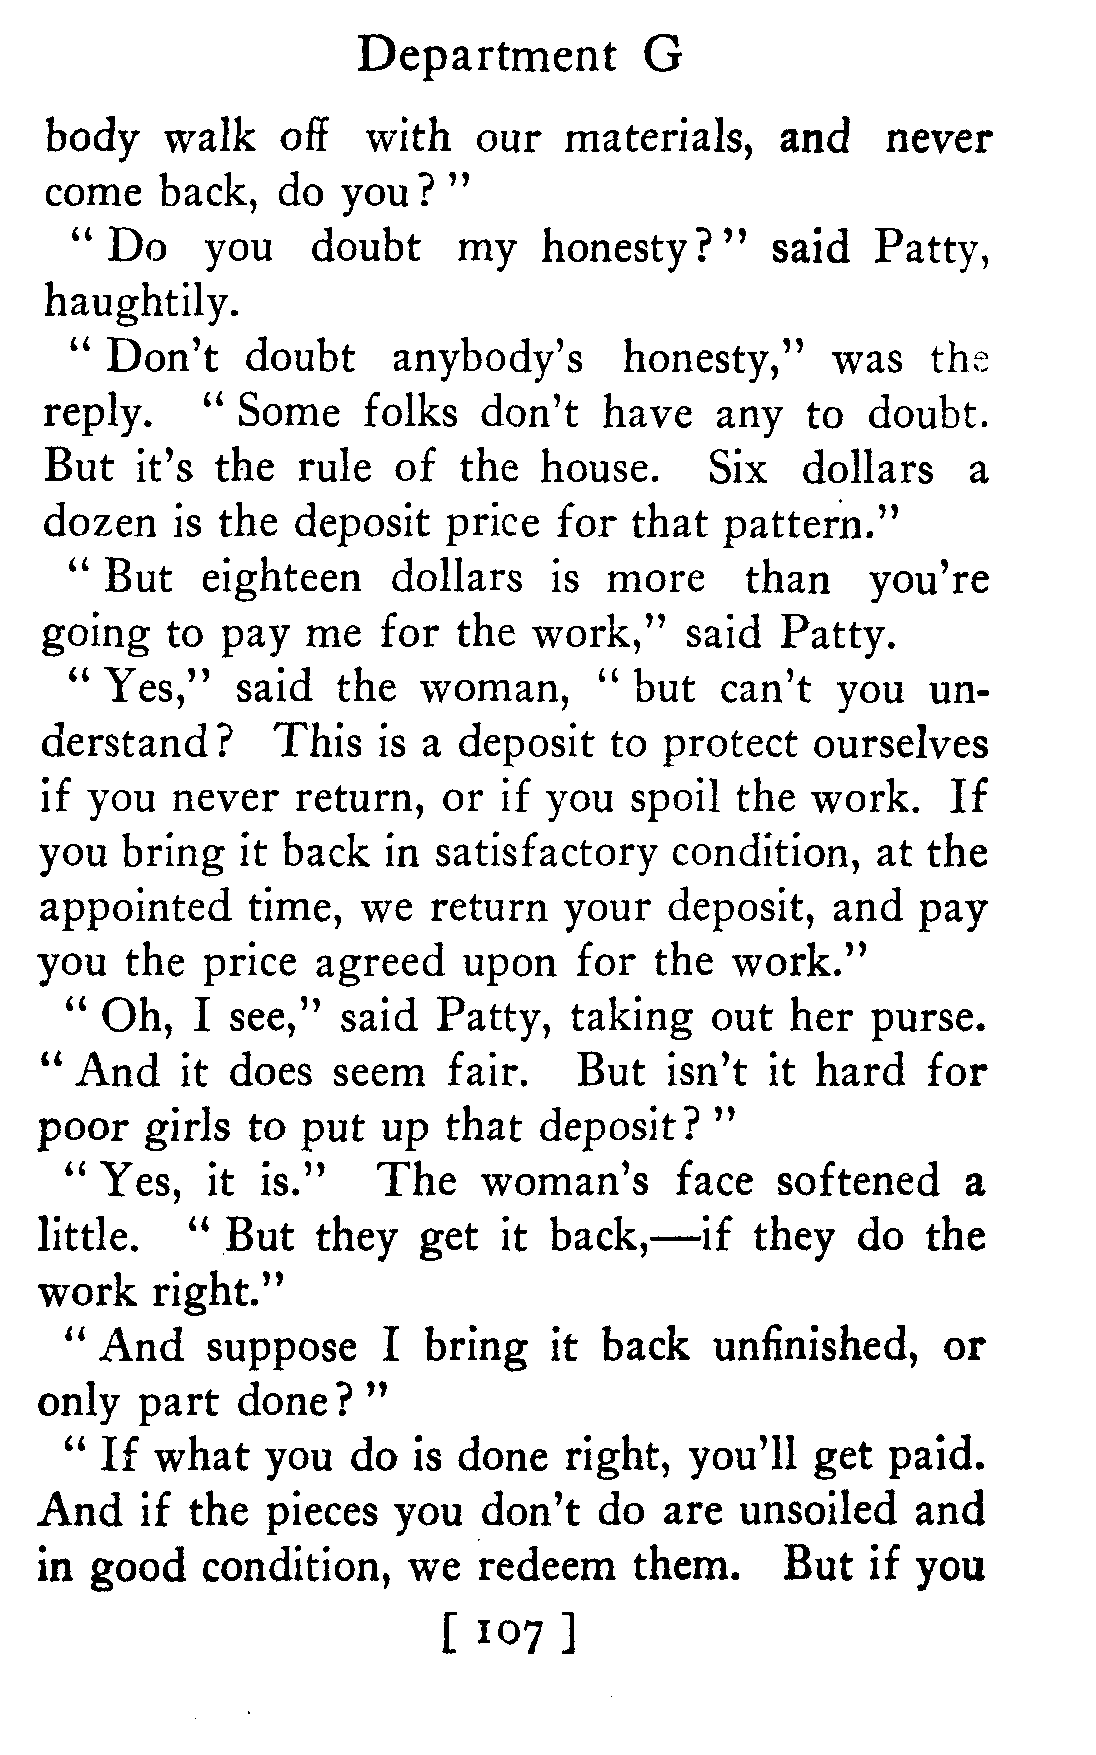 Department G
body walk off with our materials, and never
come back, do you?"
"Do you doubt my honesty?" said Patty,
haughtily.
"Don't doubt anybody's honesty," was the
reply. "Some folks don't have any to doubt.
But it's the rule of the house. Six dollars a
dozen is the deposit price for that pattern."
"But eighteen dollars is more than you're
going to pay me for the work," said Patty.
"Yes," said the woman, "but can't you un-
derstand? This is a deposit to protect ourselves
if you never return, or if you spoil the work. If
you bring it back in satisfactory condition, at the
appointed time, we return your deposit, and pay
you the price agreed upon for the work."
"Oh, I see," said Patty, taking out her purse.
"And it does seem fair. But isn't it hard for
poor girls to put up that deposit?"
"Yes, it is." The woman's face softened a
little. "But they get it back,—if they do the
work right."
"And suppose I bring it back unfinished, or
only part done?"
"If what you do is done right, you'll get paid.
And if the pieces you don't do are unsoiled and
in good condition, we redeem them. But if you
[ 107 ]